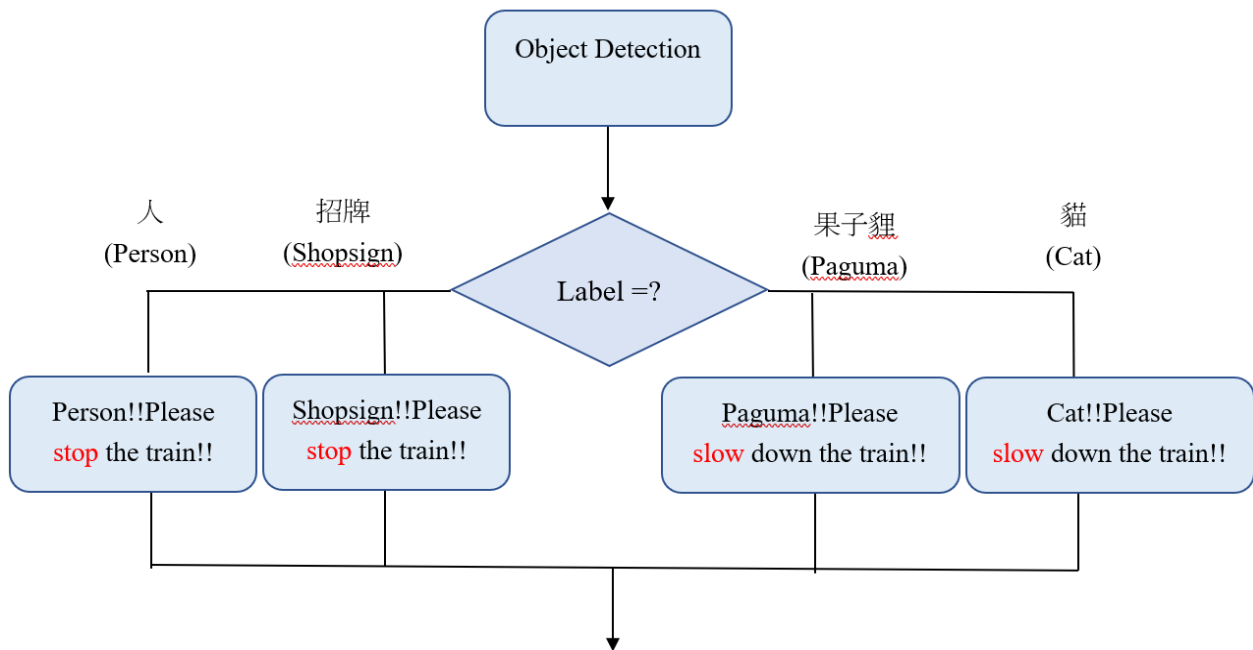 Object Detection
人
(Person)
招牌
(Shopsign)
果子貍
(Paguma)
貓
(Cat)
Label =?
Person!!Please
stop the train!!
Shopsign!!Please
stop the train!!
Paguma!!Please
slow down the train!!
Cat!!Please
slow down the train!!